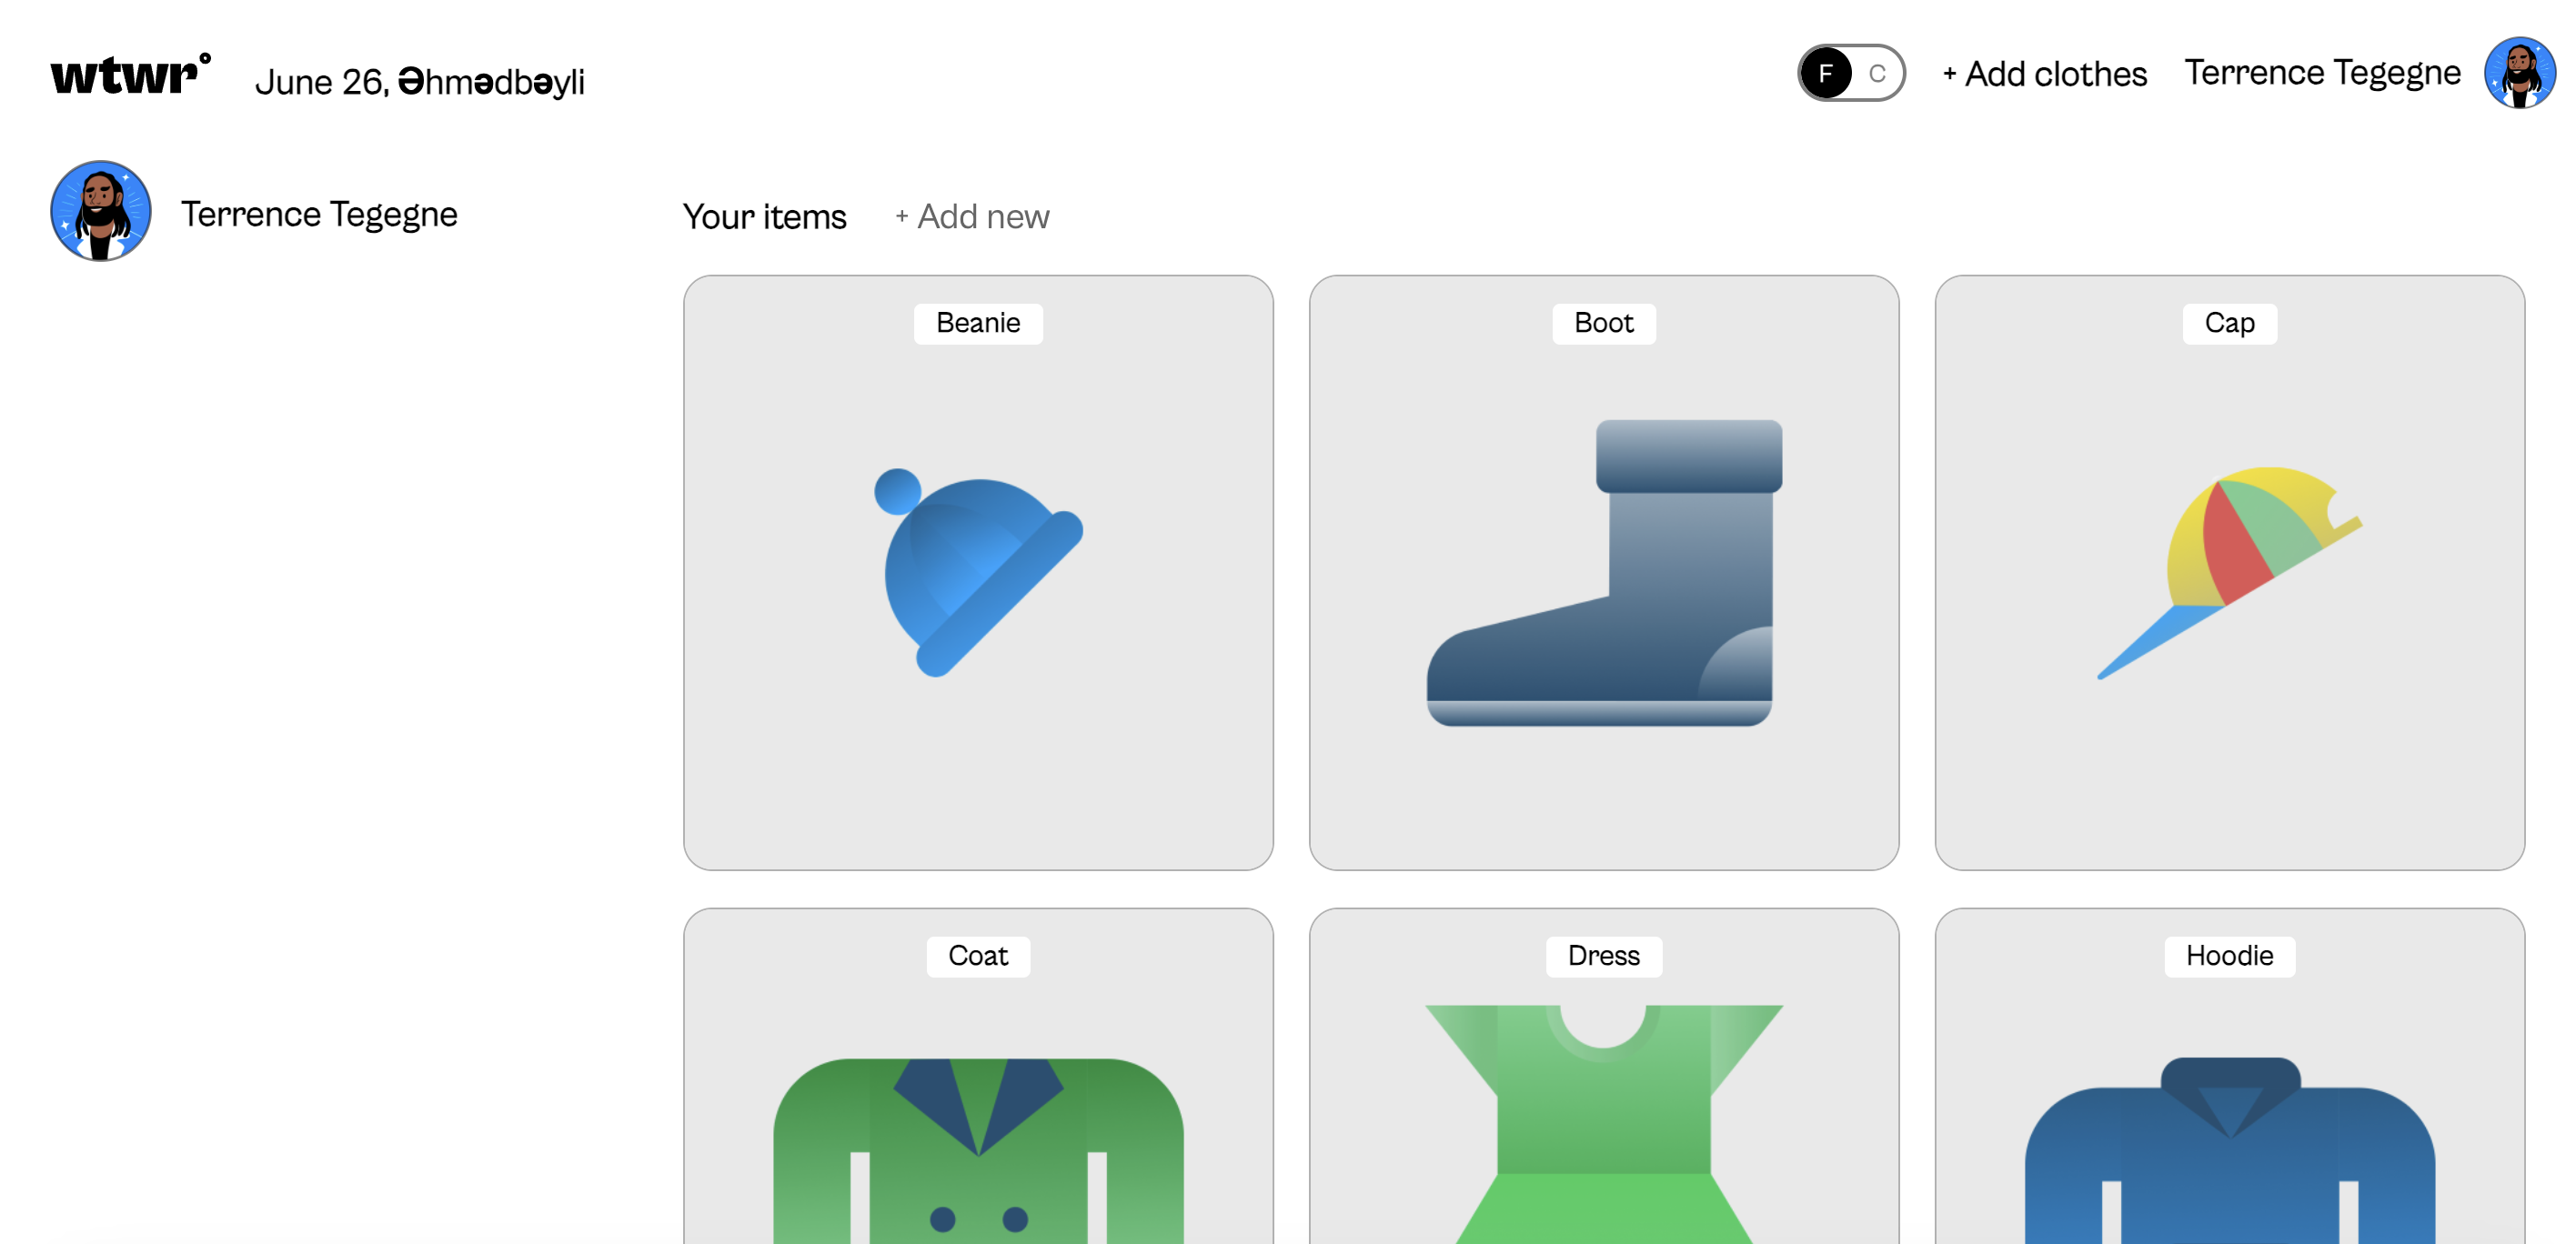 wtwr°
June 26, Əhmədbəyli
F C
+ Add clothes
Terrence Tegegne
Terrence Tegegne
Your items
+ Add new
Beanie
Boot
Cap
Coat
Dress
Hoodie